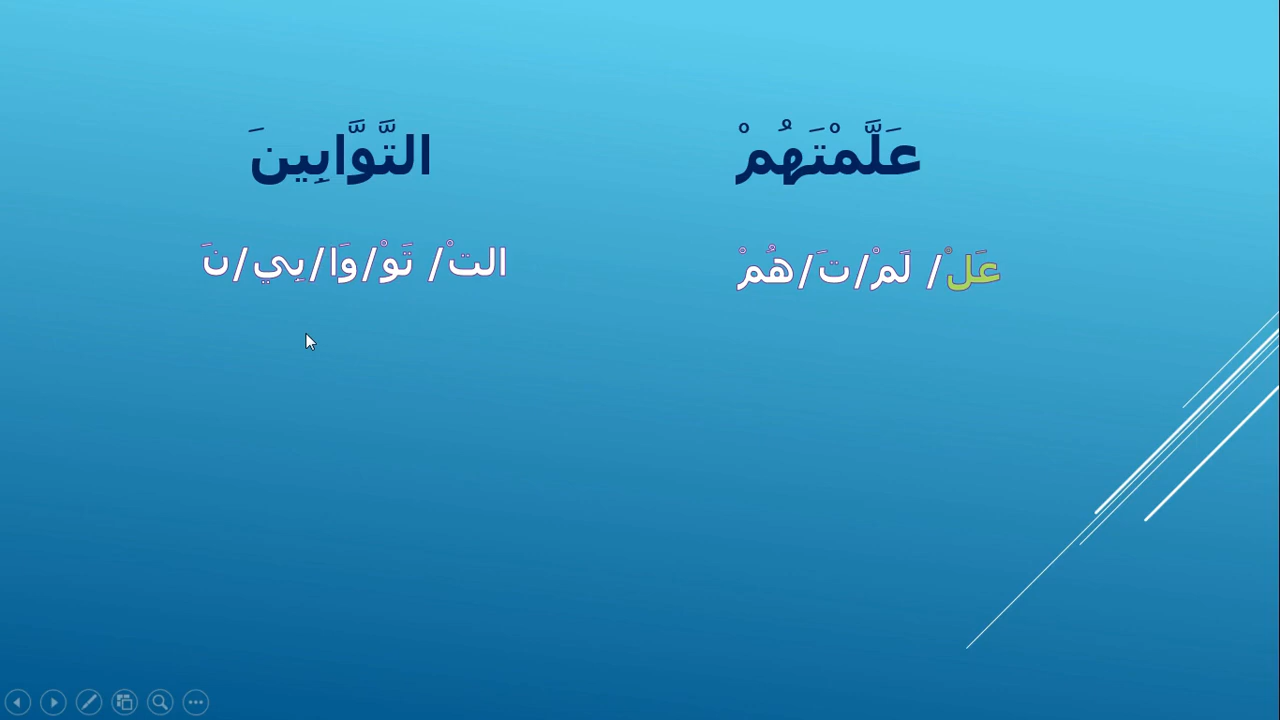 عَلَّمْتَهُمْ
التَّوَّابِينَ
عَلْ/ لَمْ/تَ/هُمْ
التْ/ تَوْ/وَا/بِي/نَ